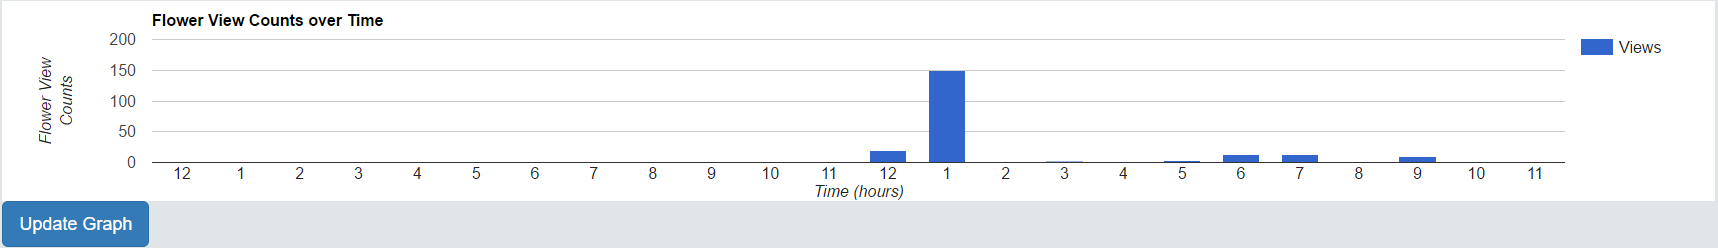 Flower View Counts over Time
Flower View
Counts
200
150
100
50
0
12 1 2 3 4 5 6 7 8 9 10 11 12 1 2 3 4 5 6 7 8 9 10 11
Time (hours)
Views
Update Graph